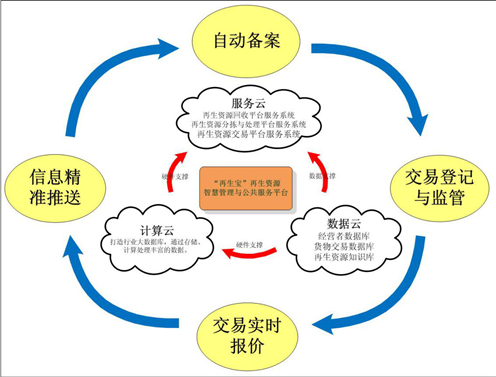 自动备案
服务云
再生资源回收平台服务系统
再生资源分拣与处理平台服务系统
再生资源交易平台服务系统
硬件支撑
数据支撑
信息精
准推送
“再生宝”再生资源
智慧管理与公共服务平台
交易登记
与监管
计算云
打造行业大数据库，通过存储、
计算处理丰富的数据。
硬件支撑
数据云
经营者数据库
货物交易数据库
再生资源知识库
交易实时
报价